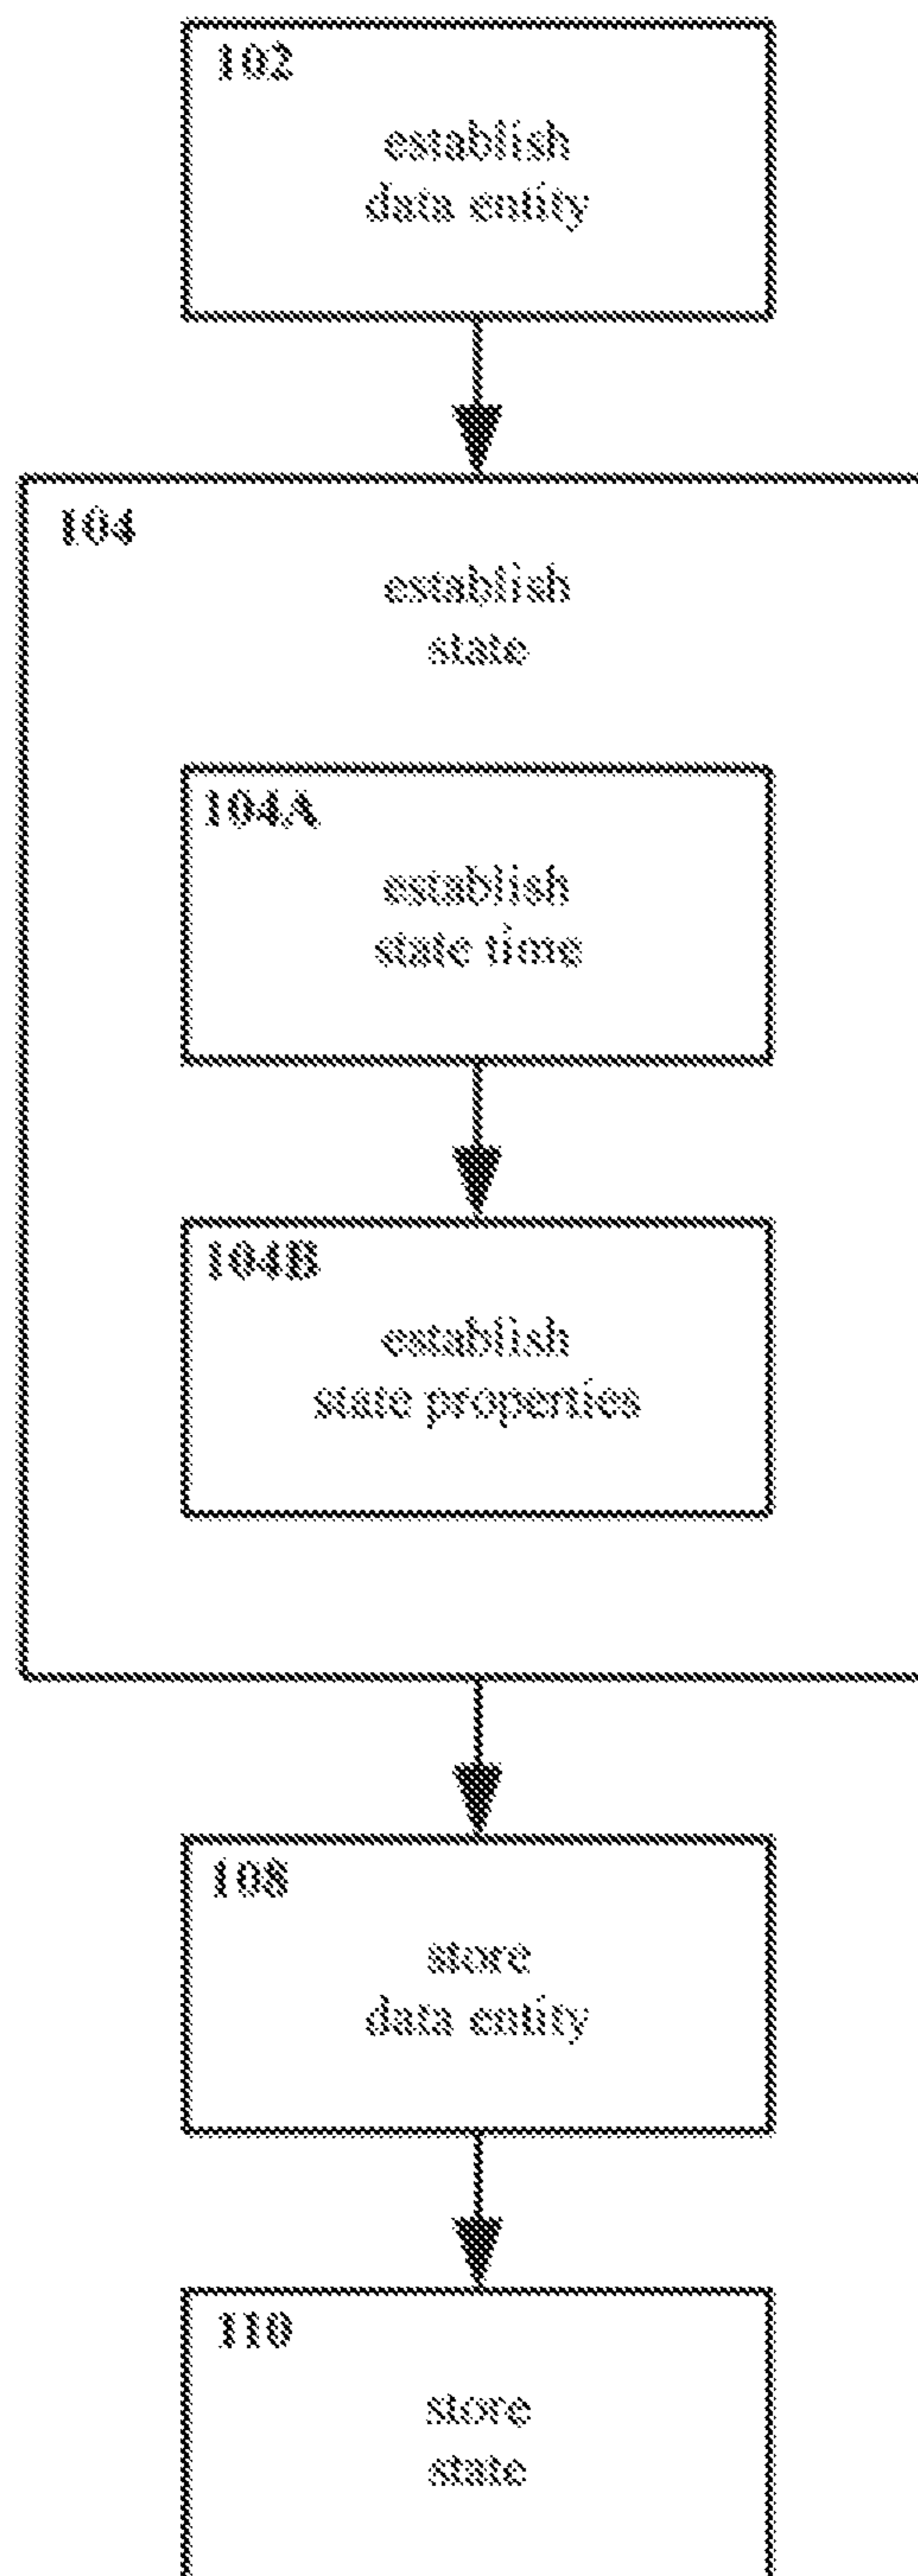 102
establish
data entity
104
establish
state
104A
establish
state time
104B
establish
state properties
108
store
data entity
110
store
state